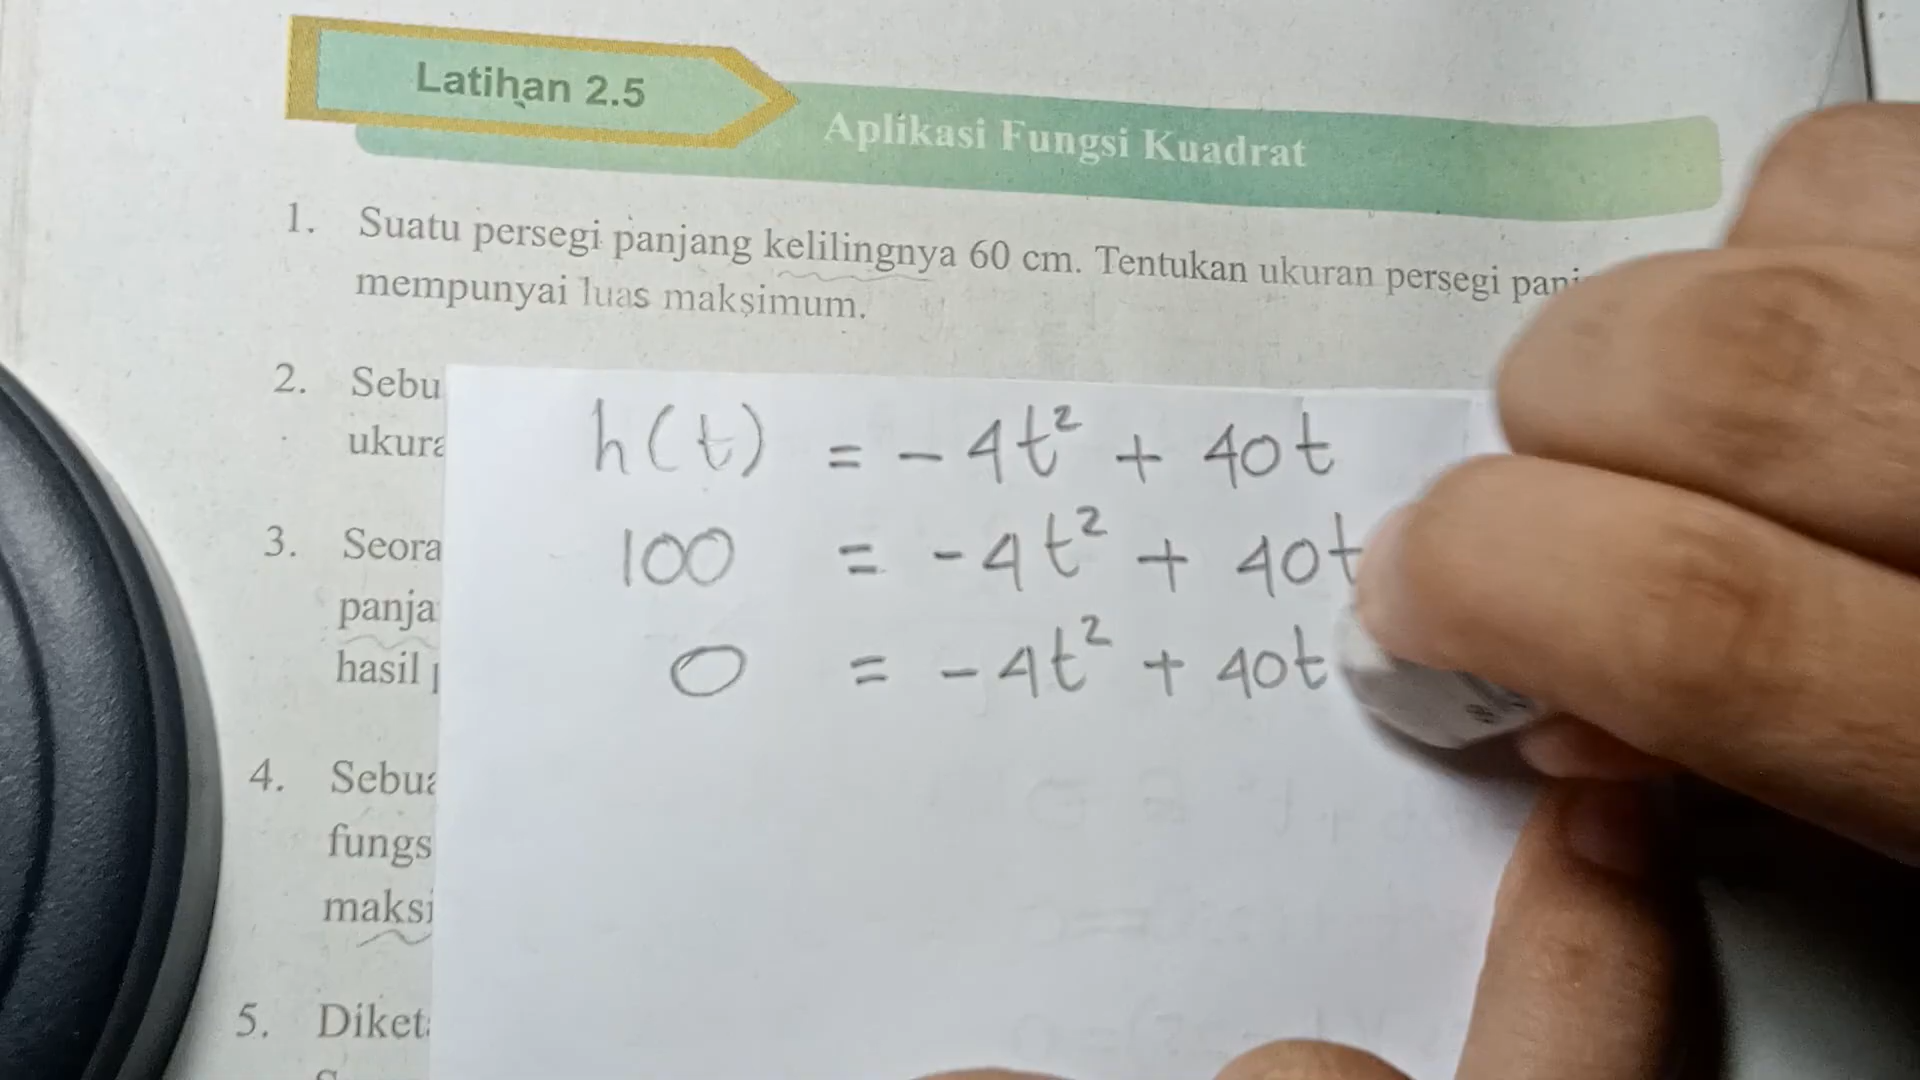 Latihan 2.5
Aplikasi Fungsi Kuadrat
1. Suatu persegi panjang kelilingnya 60 cm. Tentukan ukuran persegi
mempunyai luas maksimum.
2. Sebu
ukura
3. Seora
panja
hasil
4. Sebua
fungs
maksi
5. Diket
h(t) = -4t² + 40t
100 = -4t² + 40t
0 = -4t² + 40t